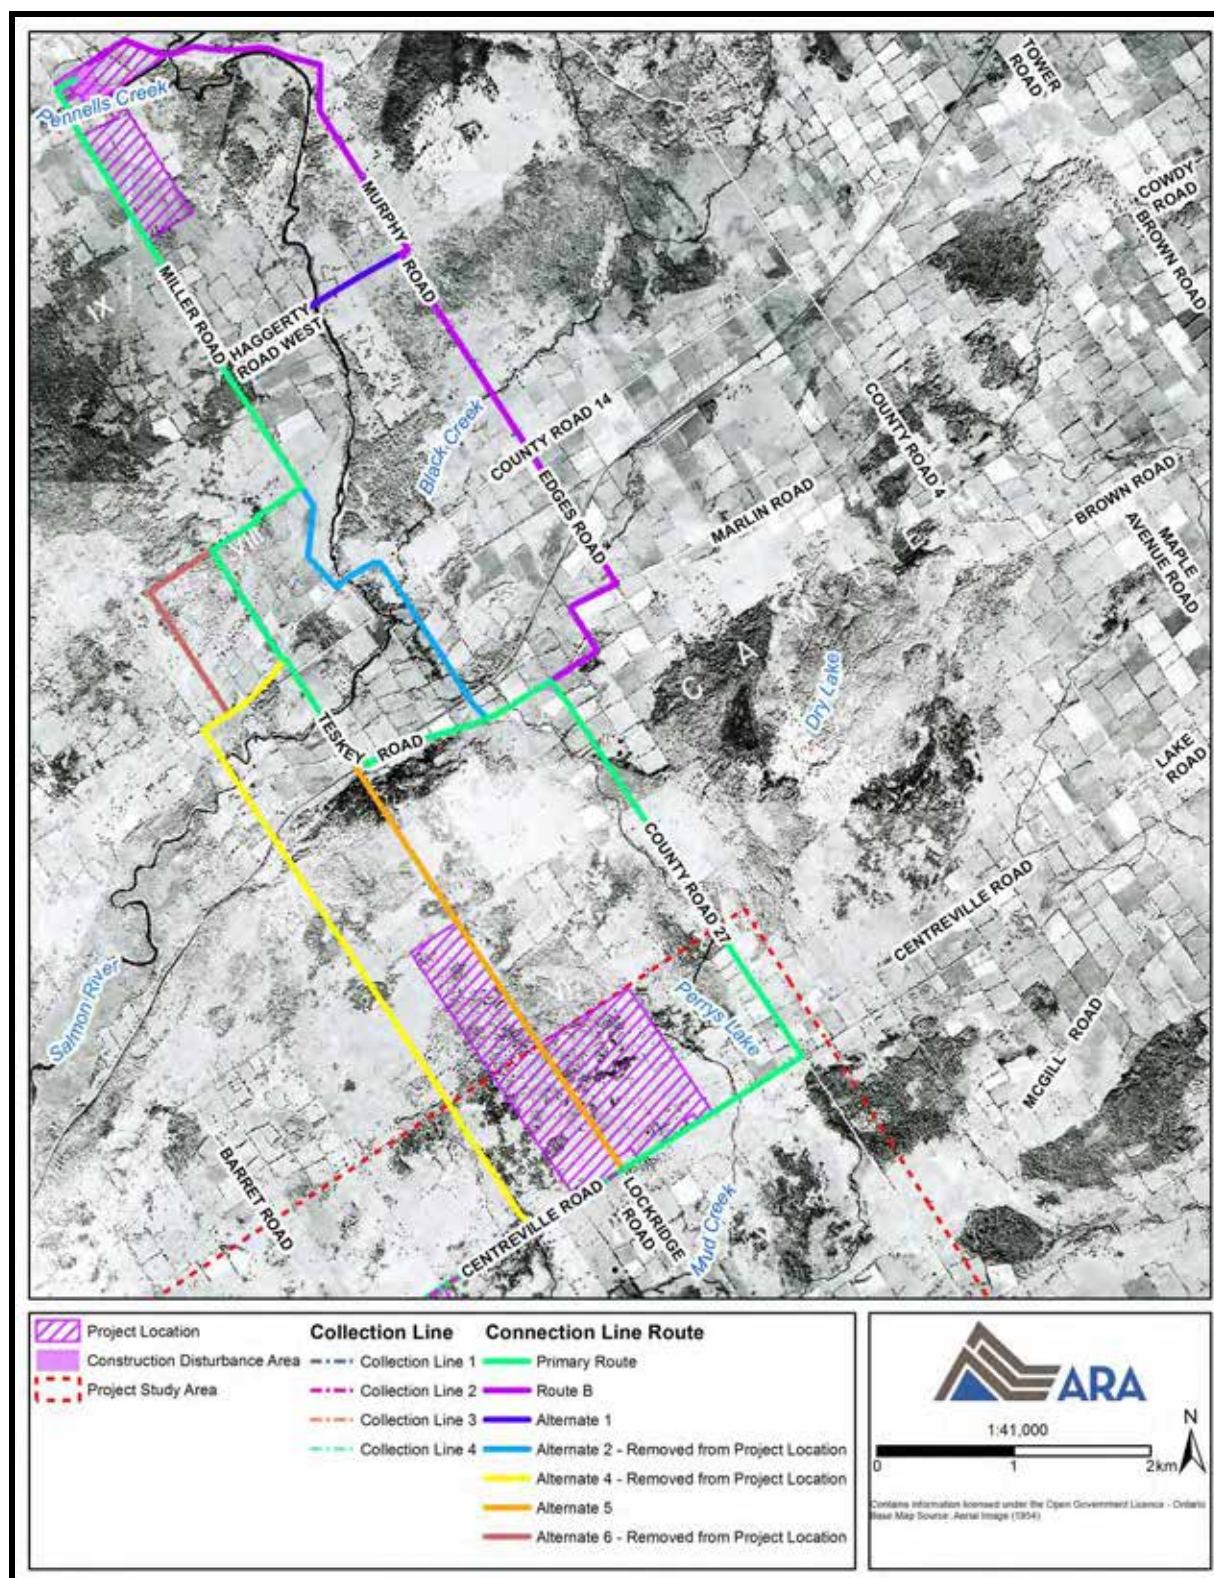 TOWER
ROAD
Pennells Creek
COWDY
ROAD
BROWN ROAD
MURPHY
ROAD
MILLER ROAD
IX
HAGGERTY
ROAD WEST
COUNTY ROAD 14
COUNTY ROAD 4
Black Creek
EDGES ROAD
MARLIN ROAD
BROWN ROAD
MAPLE
AVENUE ROAD
XIII
E
D
M
A
C
Dry Lake
TESKEY
ROAD
LAKE
ROAD
COUNTY ROAD 27
CENTREVILLE ROAD
Salmon River
Perrys Lake
MCGILL ROAD
BARRET ROAD
CENTREVILLE ROAD
LOCKRIDGE
ROAD
Mud Creek
Project Location
Construction Disturbance Area
Project Study Area
Collection Line
Collection Line 1
Collection Line 2
Collection Line 3
Collection Line 4
Connection Line Route
Primary Route
Route B
Alternate 1
Alternate 2 - Removed from Project Location
Alternate 4 - Removed from Project Location
Alternate 5
Alternate 6 - Removed from Project Location
ARA
1:41,000
N
0 1 2km
Contains information licensed under the Open Government Licence - Ontario
Base Map Source: Aerial Image (1954)